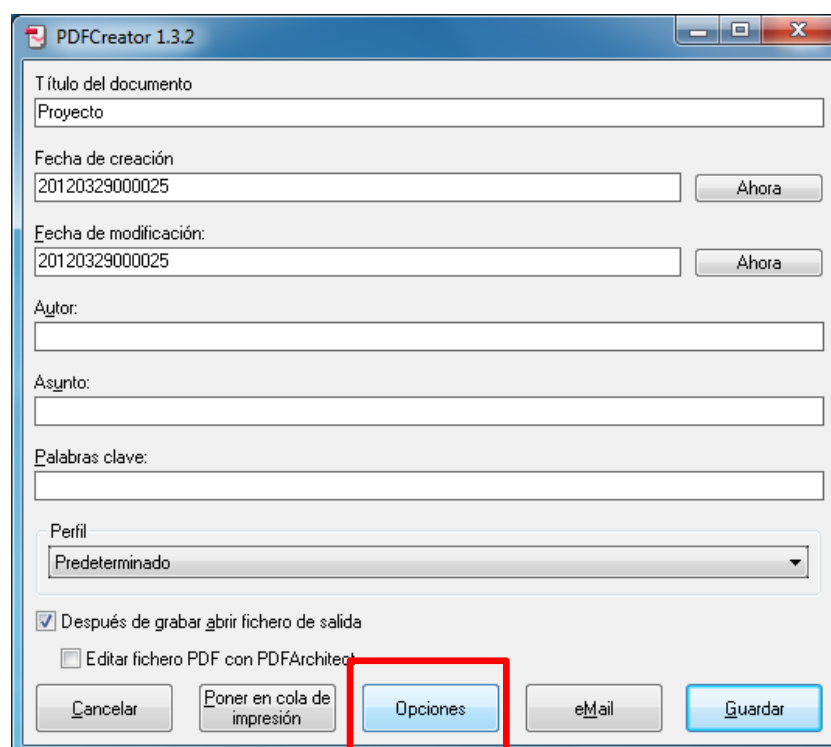 PDFCreator 1.3.2
Título del documento
Proyecto
Fecha de creación
20120329000025
Ahora
Fecha de modificación:
20120329000025
Ahora
Autor:
Asunto:
Palabras clave:
Perfil
Predeterminado
Después de grabar abrir fichero de salida
Editar fichero PDF con PDFArchitect
Cancelar
Poner en cola de
impresión
Opciones
eMail
Guardar